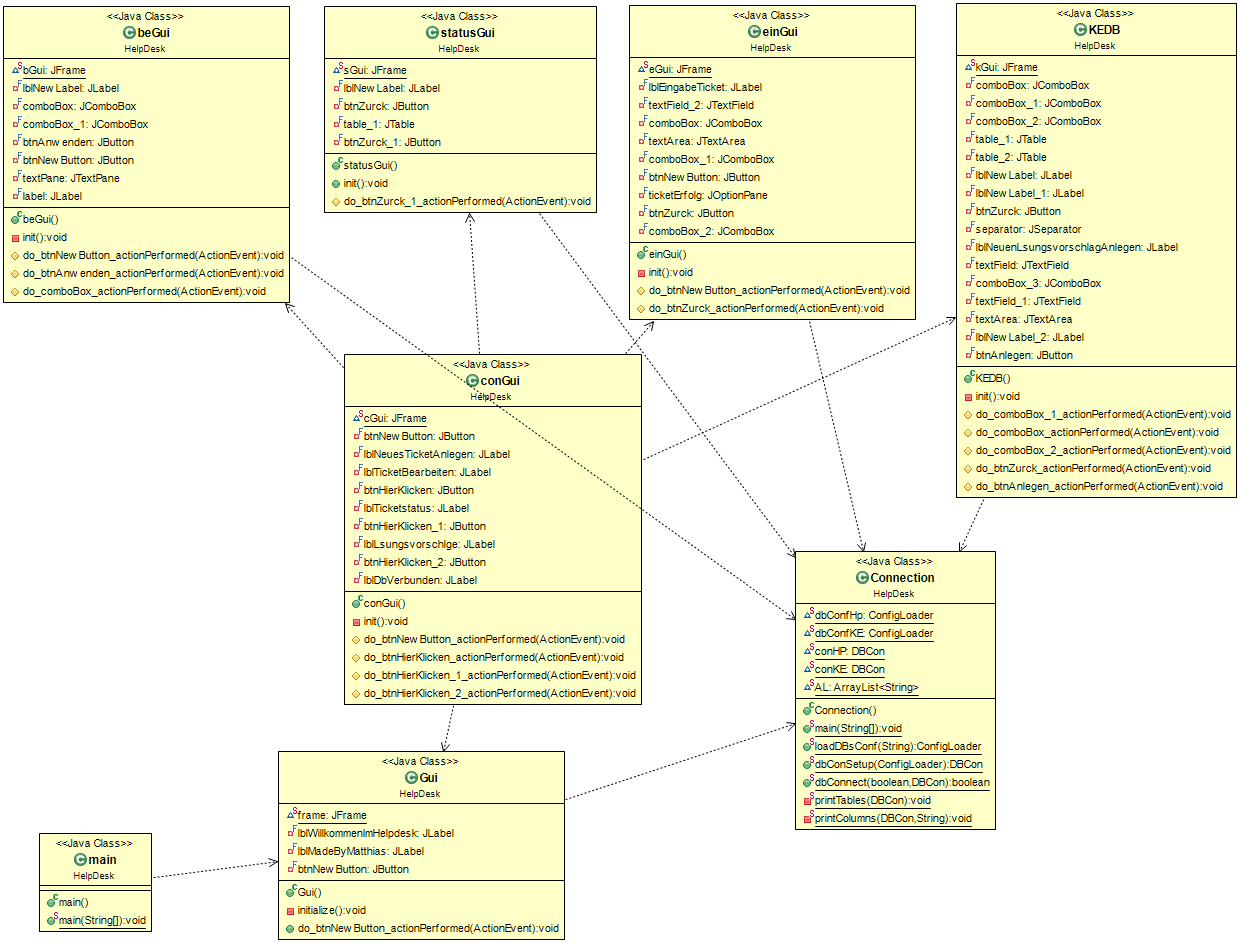 <<Java Class>>
beGui
HelpDesk
bGui: JFrame
lblNew Label: JLabel
comboBox: JComboBox
comboBox_1: JComboBox
btnAnw enden: JButton
btnNew Button: JButton
textPane: JTextPane
label: JLabel
beGui()
init():void
do_btnNew Button_actionPerformed(ActionEvent):void
do_btnAnw enden_actionPerformed(ActionEvent):void
do_comboBox_actionPerformed(ActionEvent):void
<<Java Class>>
statusGui
HelpDesk
sGui: JFrame
lblNew Label: JLabel
btnZurck: JButton
table_1: JTable
btnZurck_1: JButton
statusGui()
init():void
do_btnZurck_1_actionPerformed(ActionEvent):void
<<Java Class>>
einGui
HelpDesk
eGui: JFrame
lblEingabeTicket: JLabel
textField_2: JTextField
comboBox: JComboBox
textArea: JTextArea
comboBox_1: JComboBox
btnNew Button: JButton
ticketErfolg: JOptionPane
btnZurck: JButton
comboBox_2: JComboBox
einGui()
init():void
do_btnNew Button_actionPerformed(ActionEvent):void
do_btnZurck_actionPerformed(ActionEvent):void
<<Java Class>>
KEDB
HelpDesk
kGui: JFrame
comboBox: JComboBox
comboBox_1: JComboBox
comboBox_2: JComboBox
table_1: JTable
table_2: JTable
lblNew Label: JLabel
lblNew Label_1: JLabel
btnZurck: JButton
separator: JSeparator
lblNeuenLsungsvorschlagAnlegen: JLabel
textField: JTextField
comboBox_3: JComboBox
textField_1: JTextField
textArea: JTextArea
lblNew Label_2: JLabel
btnAnlegen: JButton
KEDB()
init():void
do_comboBox_1_actionPerformed(ActionEvent):void
do_comboBox_actionPerformed(ActionEvent):void
do_comboBox_2_actionPerformed(ActionEvent):void
do_btnZurck_actionPerformed(ActionEvent):void
do_btnAnlegen_actionPerformed(ActionEvent):void
<<Java Class>>
conGui
HelpDesk
cGui: JFrame
btnNew Button: JButton
lblNeuesTicketAnlegen: JLabel
lblTicketBearbeiten: JLabel
btnHierKlicken: JButton
lblTicketstatus: JLabel
btnHierKlicken_1: JButton
lblLsungsvorschlge: JLabel
btnHierKlicken_2: JButton
lblDbVerbunden: JLabel
conGui()
init():void
do_btnNew Button_actionPerformed(ActionEvent):void
do_btnHierKlicken_actionPerformed(ActionEvent):void
do_btnHierKlicken_1_actionPerformed(ActionEvent):void
do_btnHierKlicken_2_actionPerformed(ActionEvent):void
<<Java Class>>
Connection
HelpDesk
dbConfHp: ConfigLoader
dbConfKE: ConfigLoader
conHP: DBCon
conKE: DBCon
AL: ArrayList<String>
Connection()
main(String[]):void
loadDBsConf(String):ConfigLoader
dbConSetup(ConfigLoader):DBCon
dbConnect(boolean,DBCon):boolean
printTables(DBCon):void
printColumns(DBCon,String):void
<<Java Class>>
Gui
HelpDesk
frame: JFrame
lblWillkommenImHelpdesk: JLabel
lblMadeByMatthias: JLabel
btnNew Button: JButton
Gui()
initialize():void
do_btnNew Button_actionPerformed(ActionEvent):void
<<Java Class>>
main
HelpDesk
main()
main(String[]):void